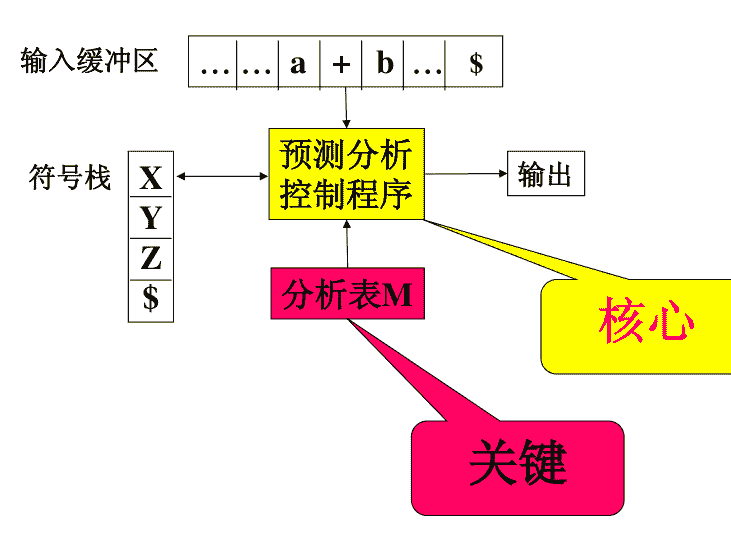 输入缓冲区
…… a + b … $
预测分析
控制程序
输出
符号栈
X
Y
Z
$
分析表M
核心
关键